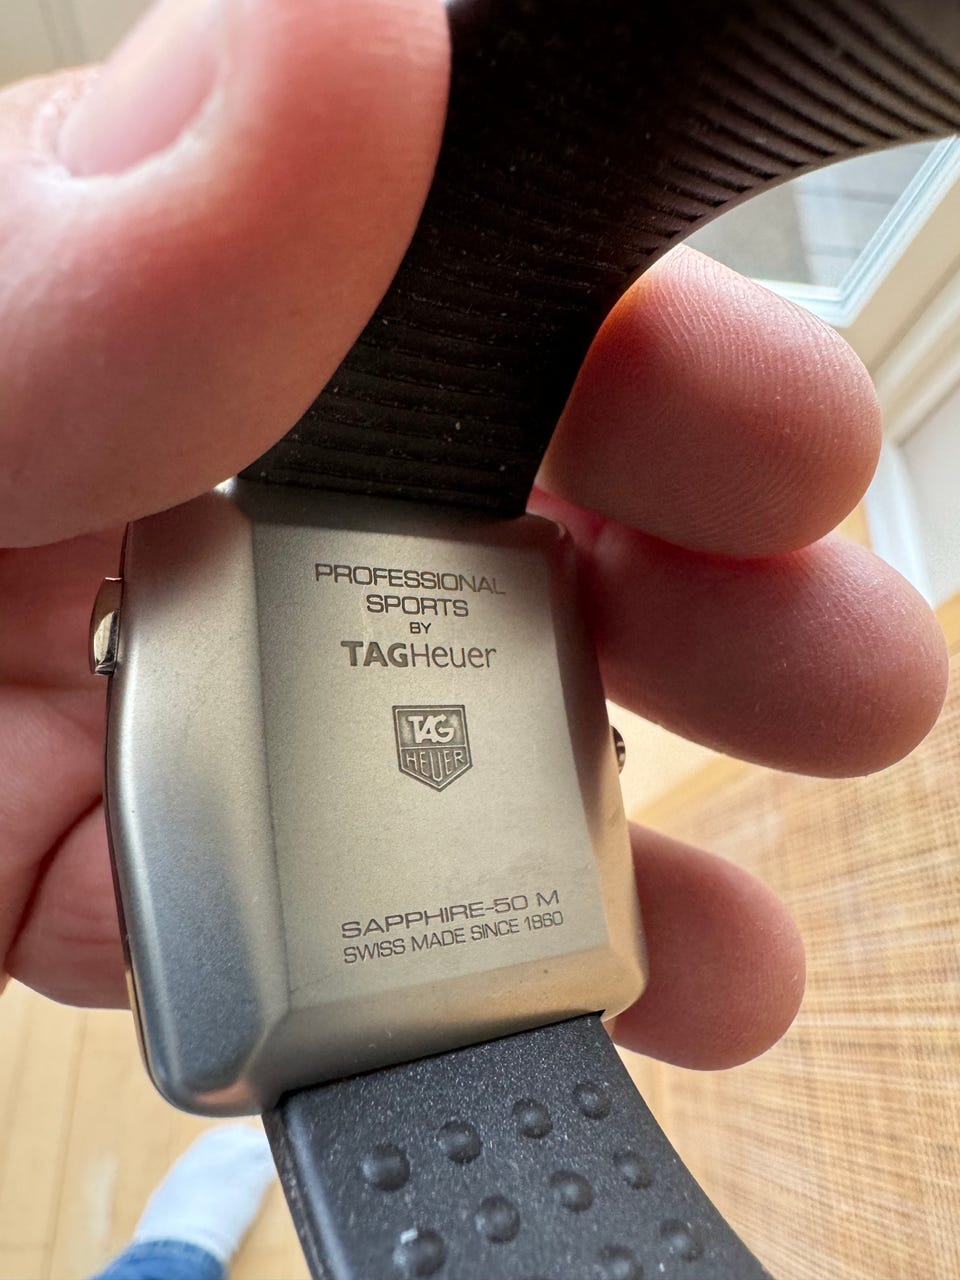 PROFESSIONAL
SPORTS
BY
TAGHeuer
TAG
HEUER
SAPPHIRE-50 M
SWISS MADE SINCE 1860